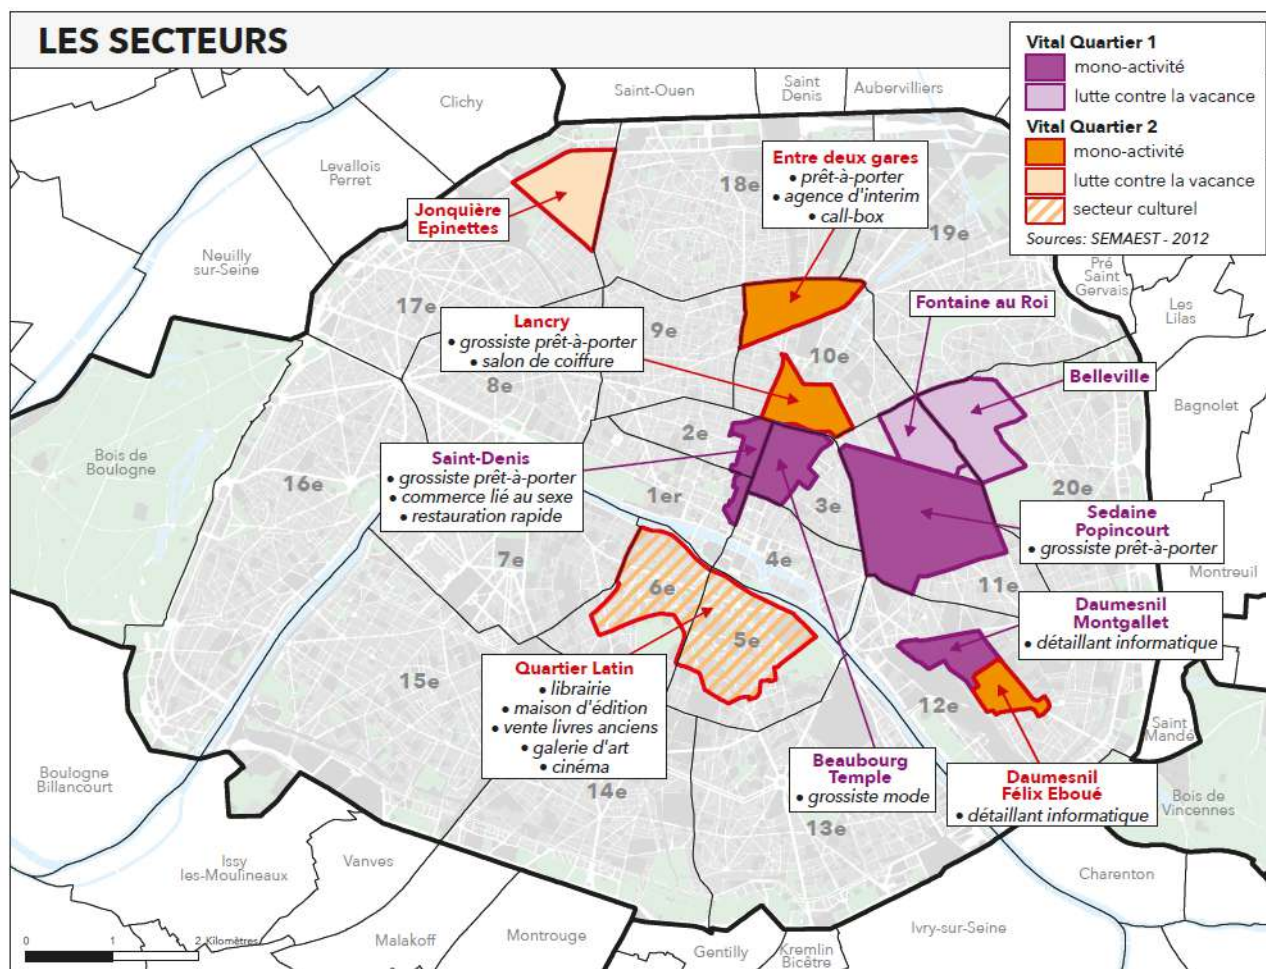 LES SECTEURS
Vital Quartier 1
mono-activité
lutte contre la vacance
Vital Quartier 2
mono-activité
lutte contre la vacance
secteur culturel
Sources: SEMAEST - 2012
Clichy
Saint-Ouen
Saint
Denis
Aubervilliers
Levallois
Perret
Neuilly
sur-Seine
Jonquière
Epinettes
18e
Entre deux gares
• prêt-à-porter
• agence d'interim
• call-box
19e
Pré
Saint
Gervais
Les
Lilas
17e
Lancry
• grossiste prêt-à-porter
• salon de coiffure
9e
10e
Fontaine au Roi
Belleville
Bagnolet
8e
2e
Bois de
Boulogne
16e
Saint-Denis
• grossiste prêt-à-porter
• commerce lié au sexe
• restauration rapide
1er
3e
20e
Sedaine
Popincourt
• grossiste prêt-à-porter
7e
4e
11e
Montreuil
6e
5e
Daumesnil
Montgallet
• détaillant informatique
15e
Quartier Latin
• librairie
• maison d'édition
• vente livres anciens
• galerie d'art
• cinéma
12e
Saint
Mandé
Boulogne
Billancourt
14e
Beaubourg
Temple
• grossiste mode
13e
Daumesnil
Félix Eboué
• détaillant informatique
Bois de
Vincennes
Issy
les-Moulineaux
Vanves
Charenton
Malakoff
Montrouge
Gentilly
Kremlin
Bicêtre
Ivry-sur-Seine
0 1 2 Kilomètres